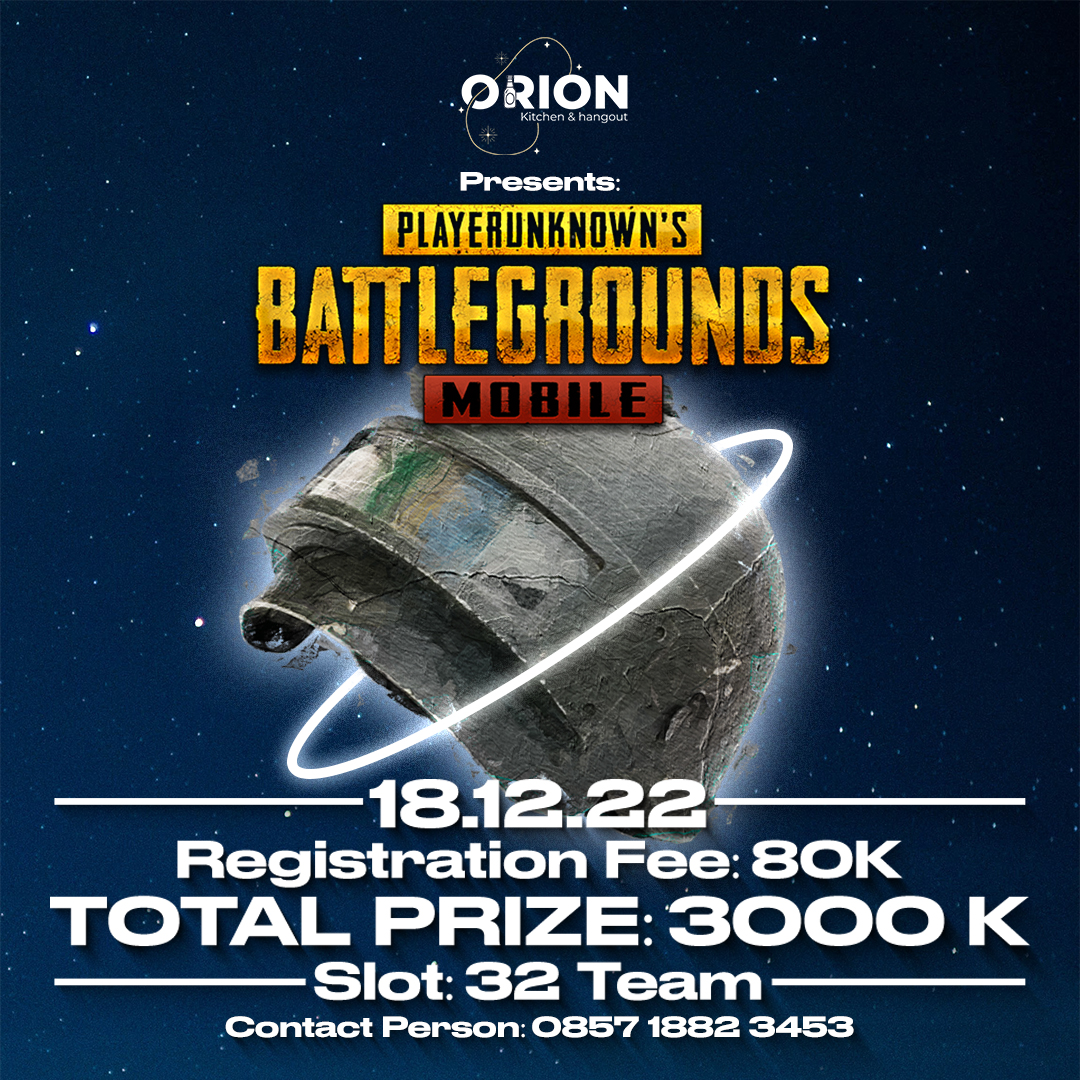 ORION
Kitchen & hangout
Presents:
PLAYERUNKNOWN'S
BATTLEGROUNDS
MOBILE
18.12.22
Registration Fee: 80K
TOTAL PRIZE: 3000 K
Slot: 32 Team
Contact Person: 0857 1882 3453